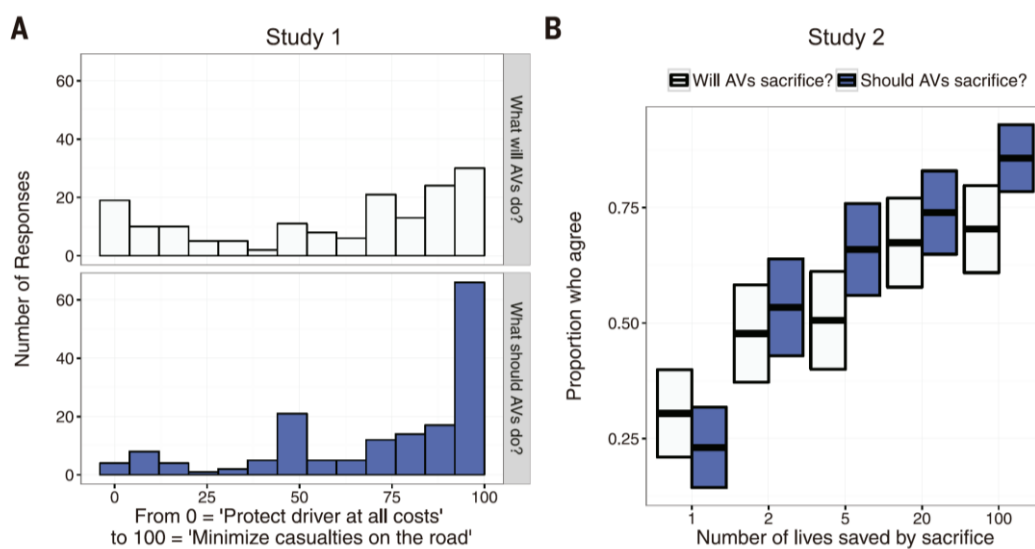 A
Study 1
60
40
20
0
What will AVs do?
Number of Responses
60
40
20
0
What should AVs do?
0 25 50 75 100
From 0 = 'Protect driver at all costs'
to 100 = 'Minimize casualties on the road'
B
Study 2
Will AVs sacrifice? Should AVs sacrifice?
Proportion who agree
0.75
0.50
0.25
1 2 5 20 100
Number of lives saved by sacrifice